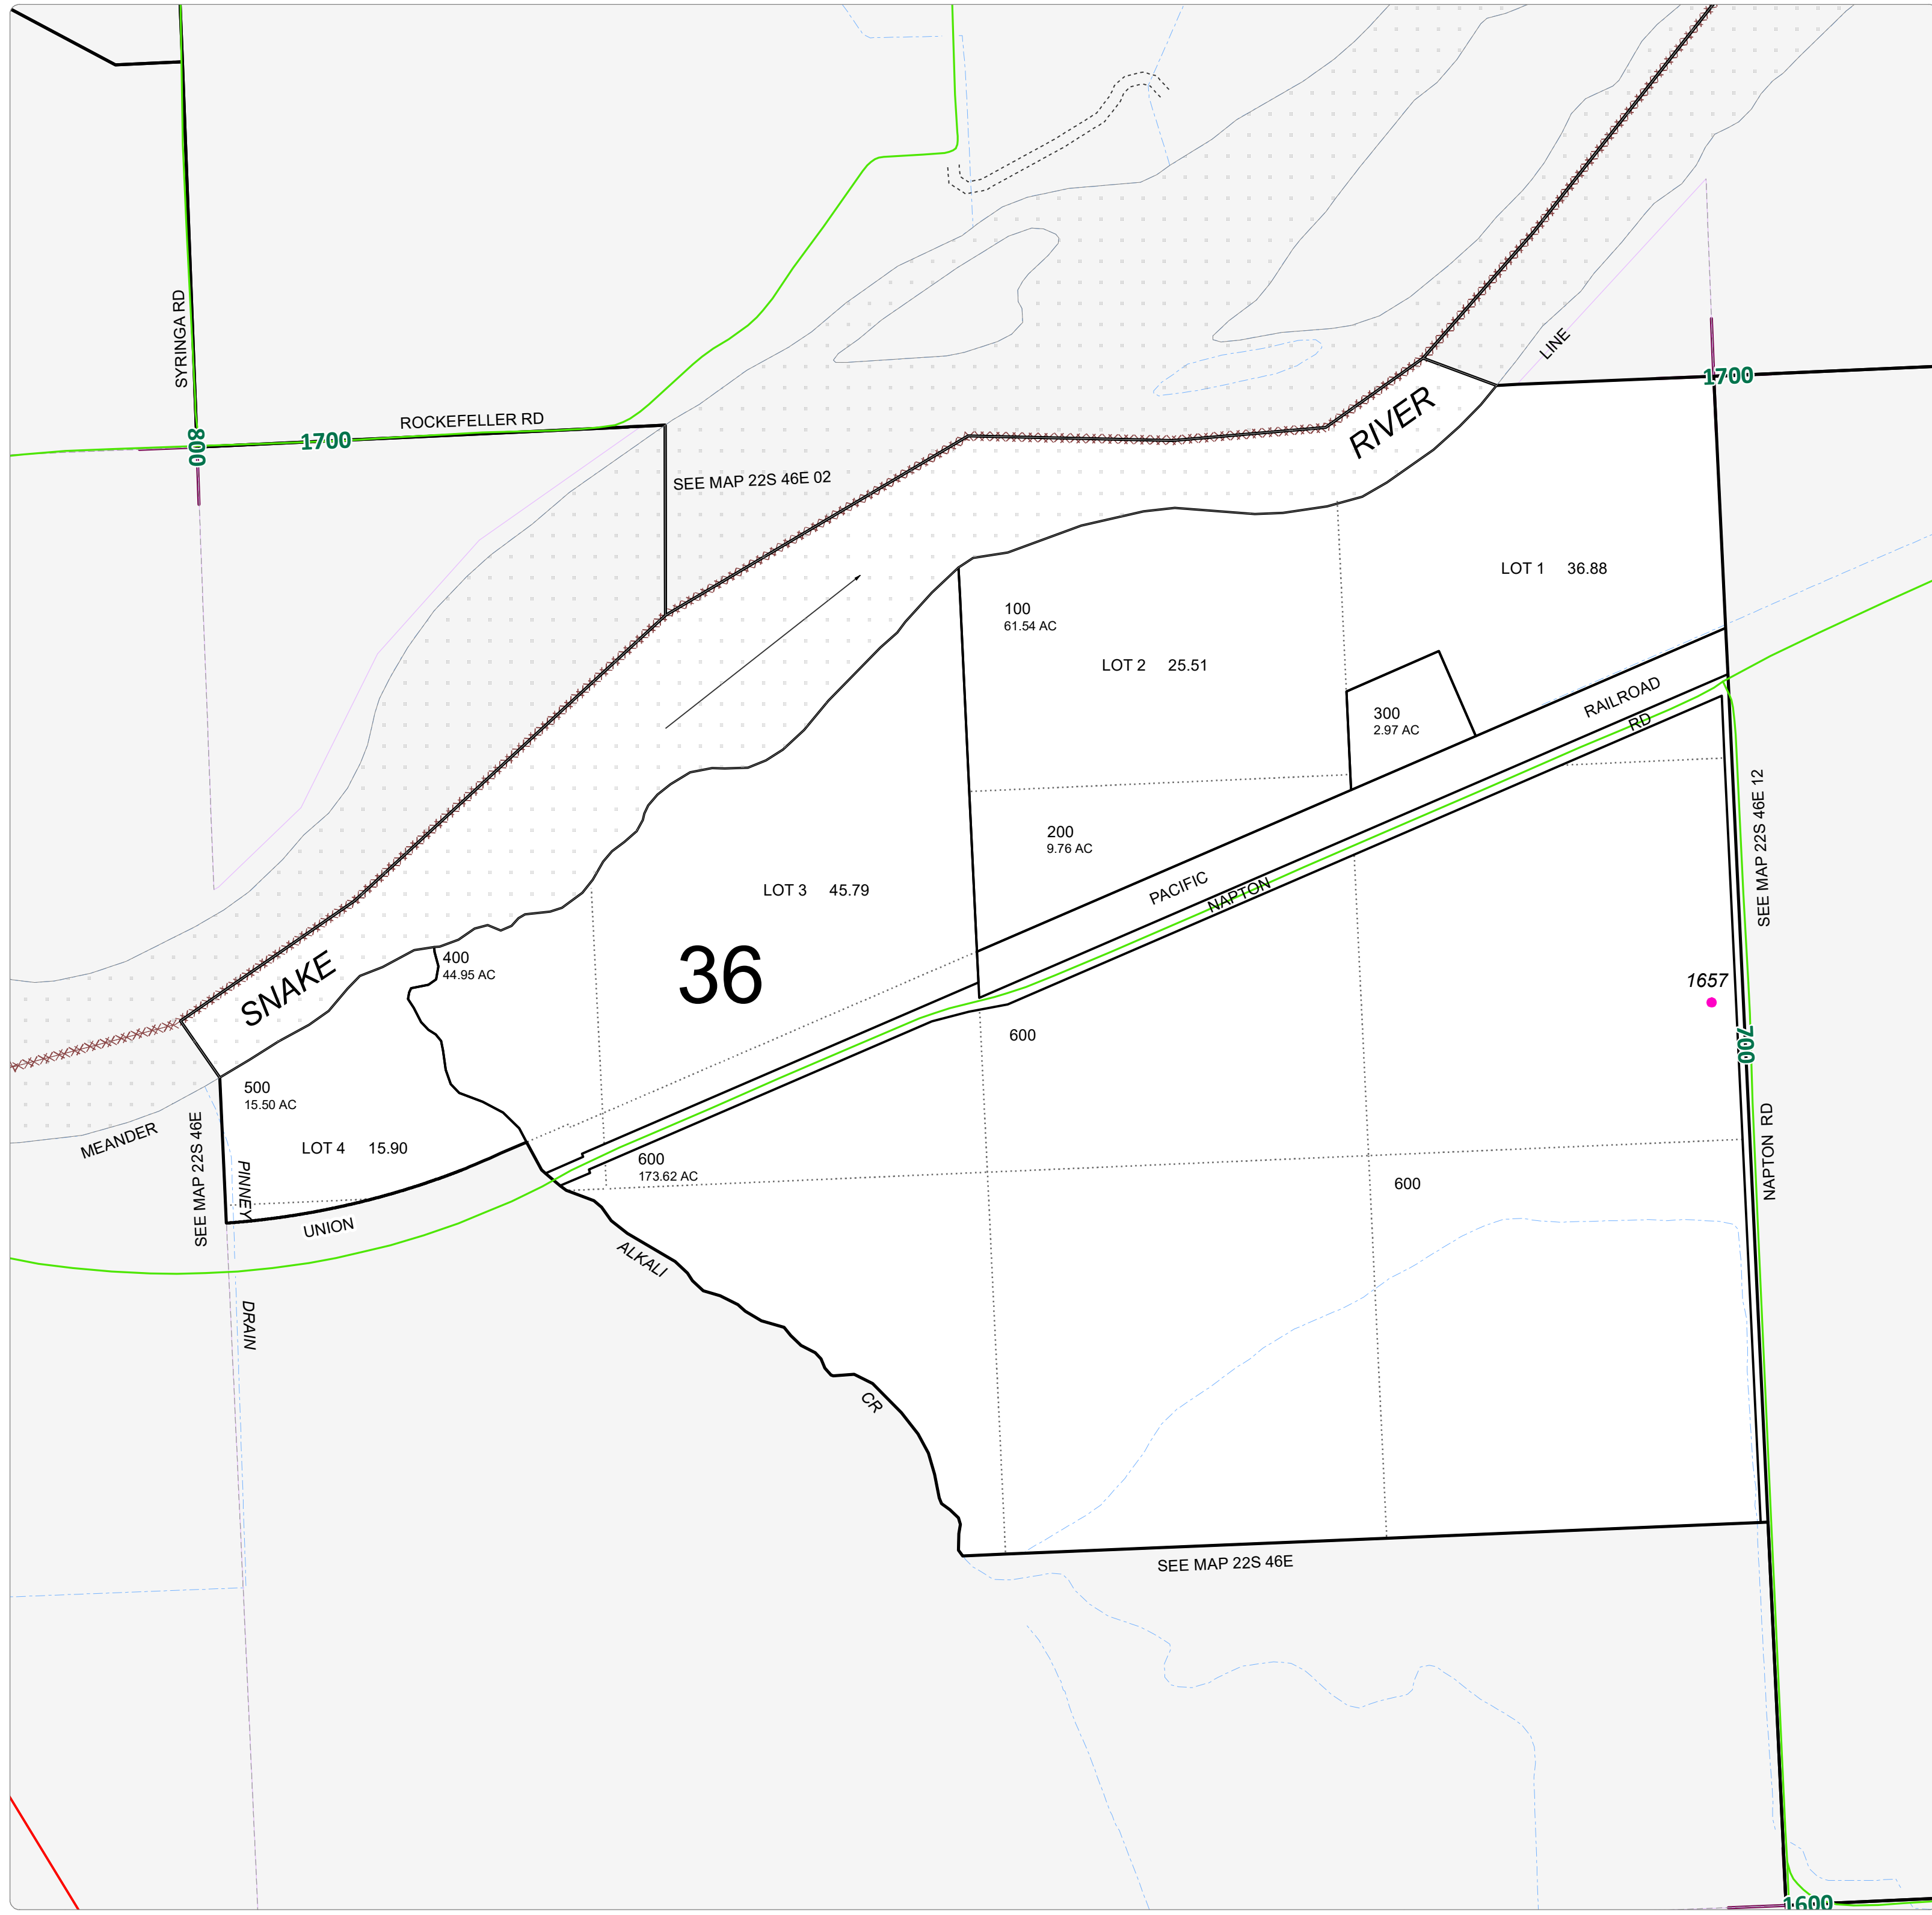 SYRINGA RD
800
1700
ROCKEFELLER RD
SEE MAP 22S 46E 02
RIVER
LINE
1700
100
61.54 AC
LOT 1 36.88
LOT 2 25.51
300
2.97 AC
RAILROAD
RD
200
9.76 AC
PACIFIC
NAPTON
SEE MAP 22S 46E 12
LOT 3 45.79
36
SNAKE
400
44.95 AC
1657
700
600
500
15.50 AC
LOT 4 15.90
MEANDER
SEE MAP 22S 46E
PINNEY
DRAIN
UNION
600
173.62 AC
600
NAPTON RD
ALKALI
CR
SEE MAP 22S 46E
1600